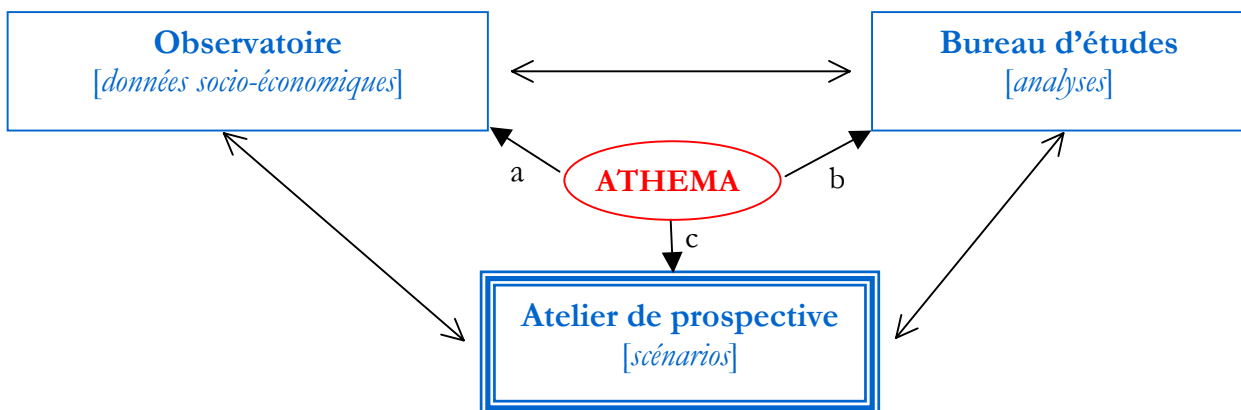 Observatoire
[données socio-économiques]
Bureau d’études
[analyses]
a
ATHEMA
b
c
Atelier de prospective
[scénarios]